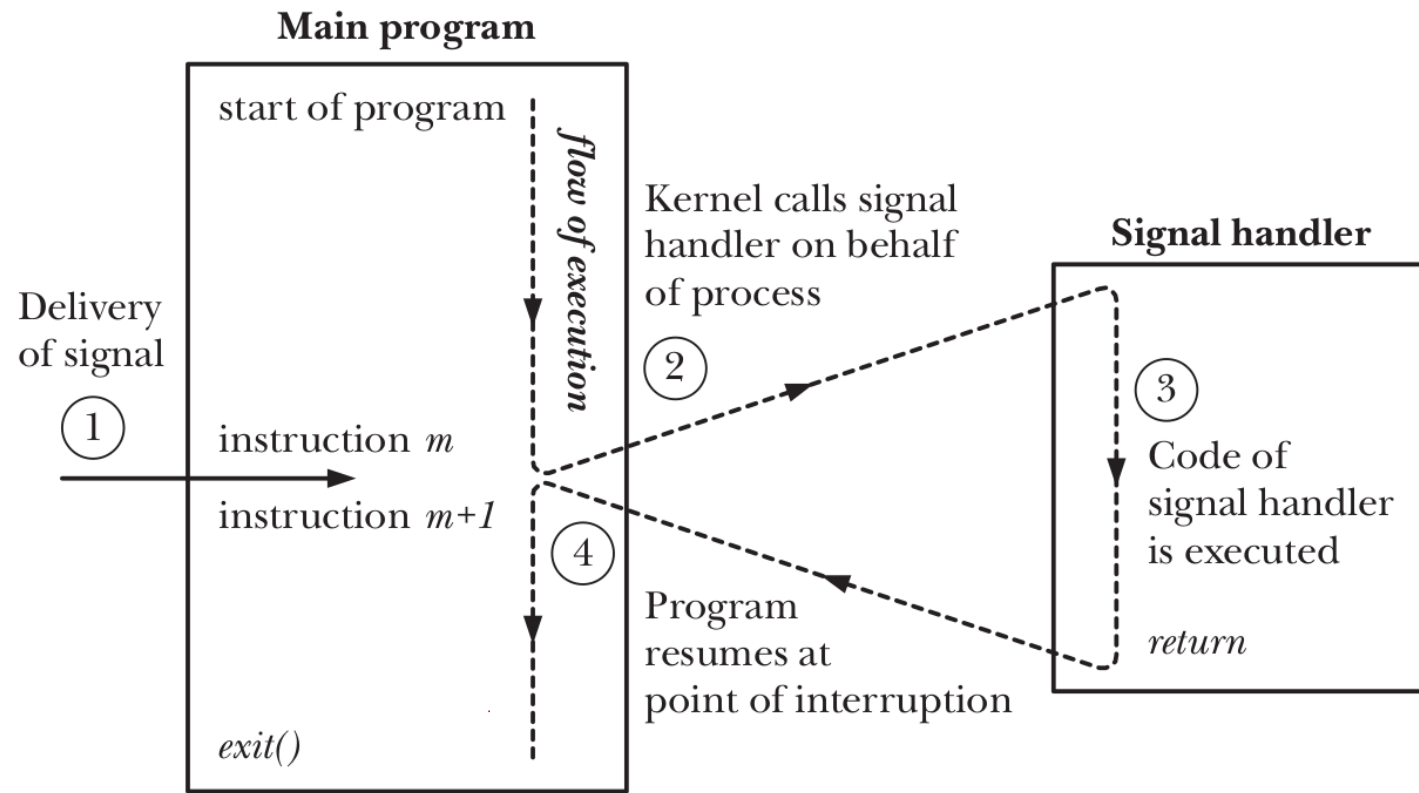 Main program
start of program
flow of execution
Kernel calls signal
handler on behalf
of process
2
Signal handler
Delivery
of signal
1
instruction m
instruction m+1
3
Code of
signal handler
is executed
return
4
Program
resumes at
point of interruption
exit()